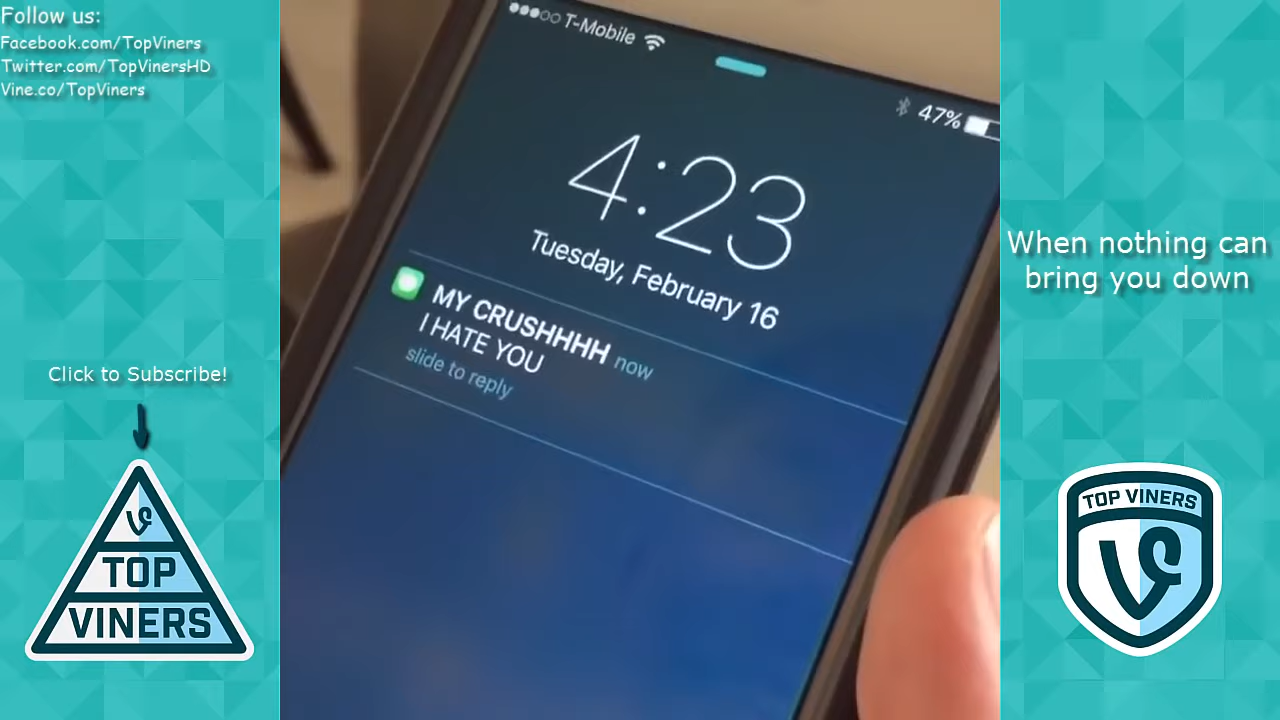 Follow us:
Facebook.com/TopViners
Twitter.com/TopVinersHD
Vine.co/TopViners
T-Mobile
47%
4:23
Tuesday, February 16
MY CRUSHHHH now
I HATE YOU
slide to reply
When nothing can
bring you down
Click to Subscribe!
TOP
VINERS
TOP VINERS